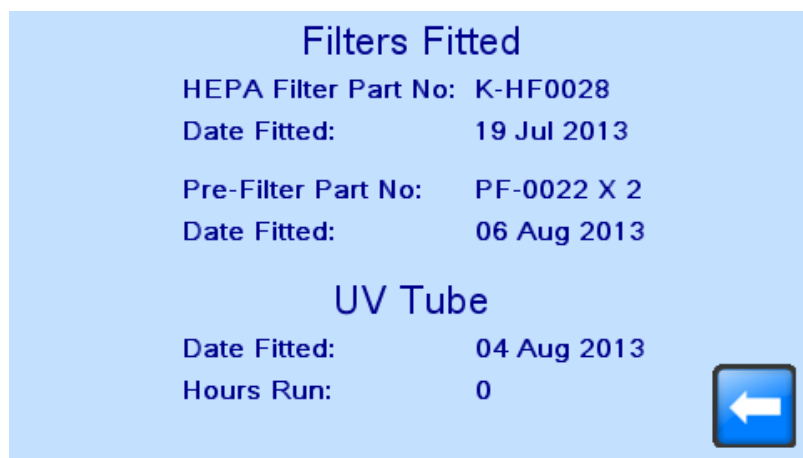 Filters Fitted
HEPA Filter Part No: K-HF0028
Date Fitted: 19 Jul 2013
Pre-Filter Part No: PF-0022 X 2
Date Fitted: 06 Aug 2013
UV Tube
Date Fitted: 04 Aug 2013
Hours Run: 0